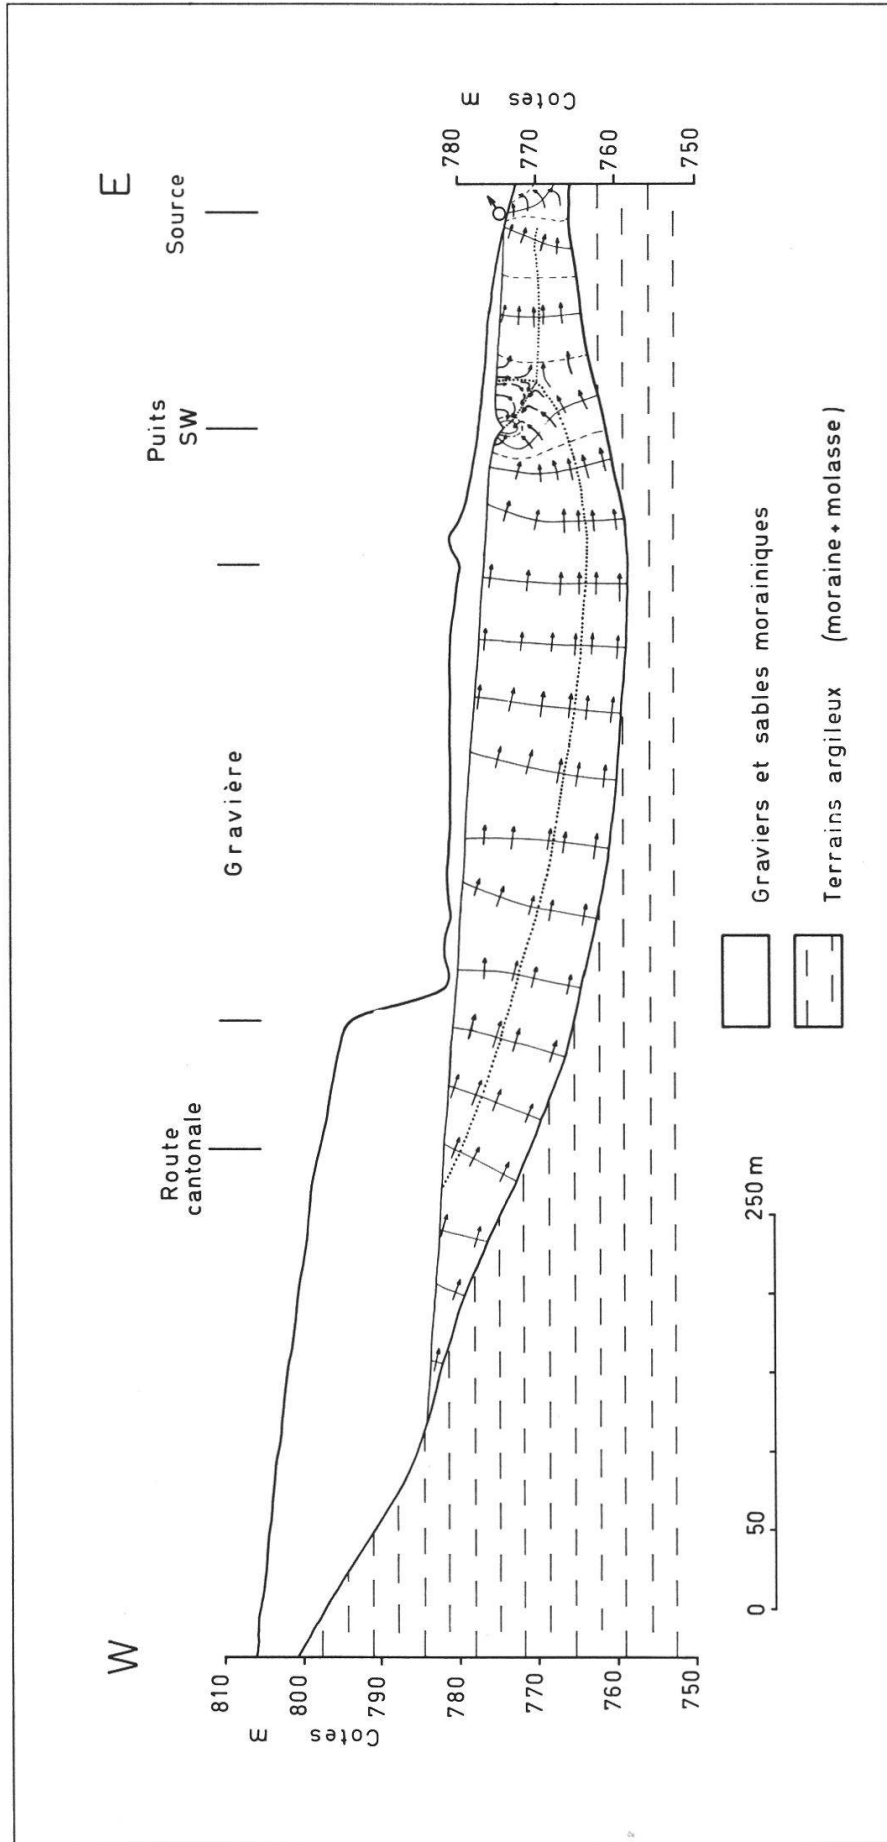 W
E
Route
cantonale
Gravière
Puits
SW
Source
Cotes m
810
800
790
780
770
760
750
Cotes m
780
770
760
750
0 50 250 m
Graviers et sables morainiques
Terrains argileux (moraine + molasse)